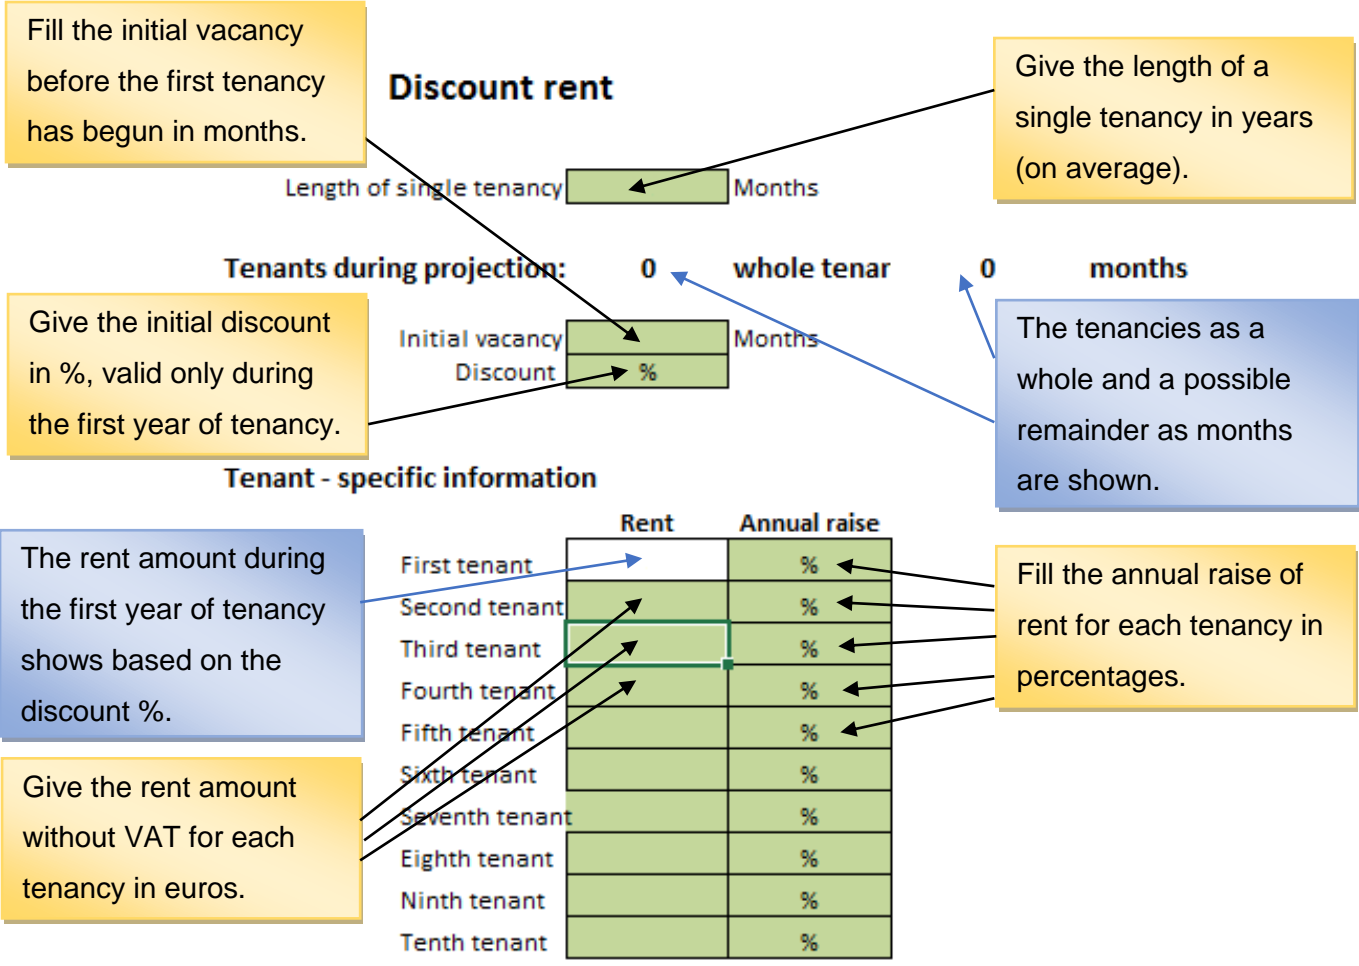 Fill the initial vacancy
before the first tenancy
has begun in months.
Discount rent
Give the length of a
single tenancy in years
(on average).
Length of single tenancy Months
Tenants during projection: 0 whole tenar 0 months
Give the initial discount
in %, valid only during
the first year of tenancy.
Initial vacancy Months
Discount %
The tenancies as a
whole and a possible
remainder as months
are shown.
Tenant - specific information
Rent Annual raise
The rent amount during
the first year of tenancy
shows based on the
discount %.
First tenant %
Second tenant %
Third tenant %
Fourth tenant %
Fifth tenant %
Sixth tenant %
Seventh tenant %
Eighth tenant %
Ninth tenant %
Tenth tenant %
Fill the annual raise of
rent for each tenancy in
percentages.
Give the rent amount
without VAT for each
tenancy in euros.